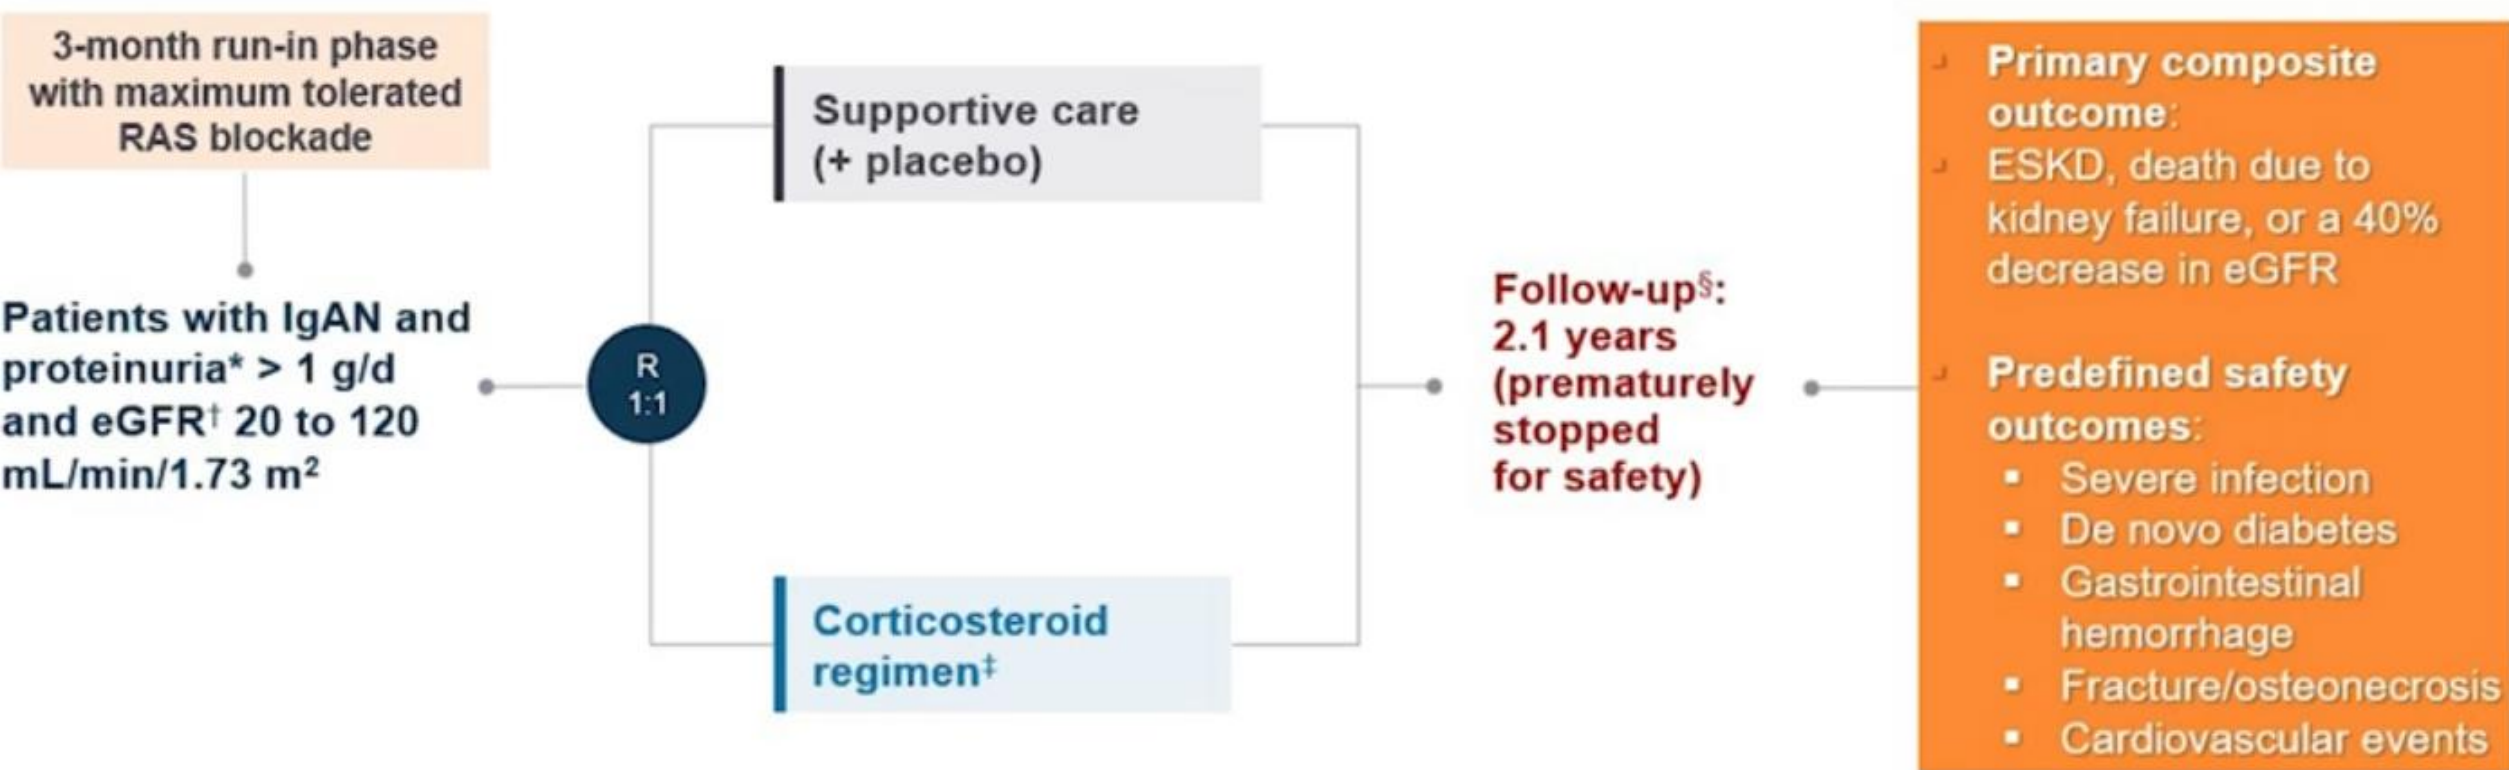 3-month run-in phase
with maximum tolerated
RAS blockade
Patients with IgAN and
proteinuria* > 1 g/d
and eGFR† 20 to 120
mL/min/1.73 m²
R
1:1
Supportive care
(+ placebo)
Corticosteroid
regimen‡
Follow-up§:
2.1 years
(prematurely
stopped
for safety)
Primary composite
outcome:
ESKD, death due to
kidney failure, or a 40%
decrease in eGFR
Predefined safety
outcomes:
▪ Severe infection
▪ De novo diabetes
▪ Gastrointestinal
hemorrhage
▪ Fracture/osteonecrosis
▪ Cardiovascular events